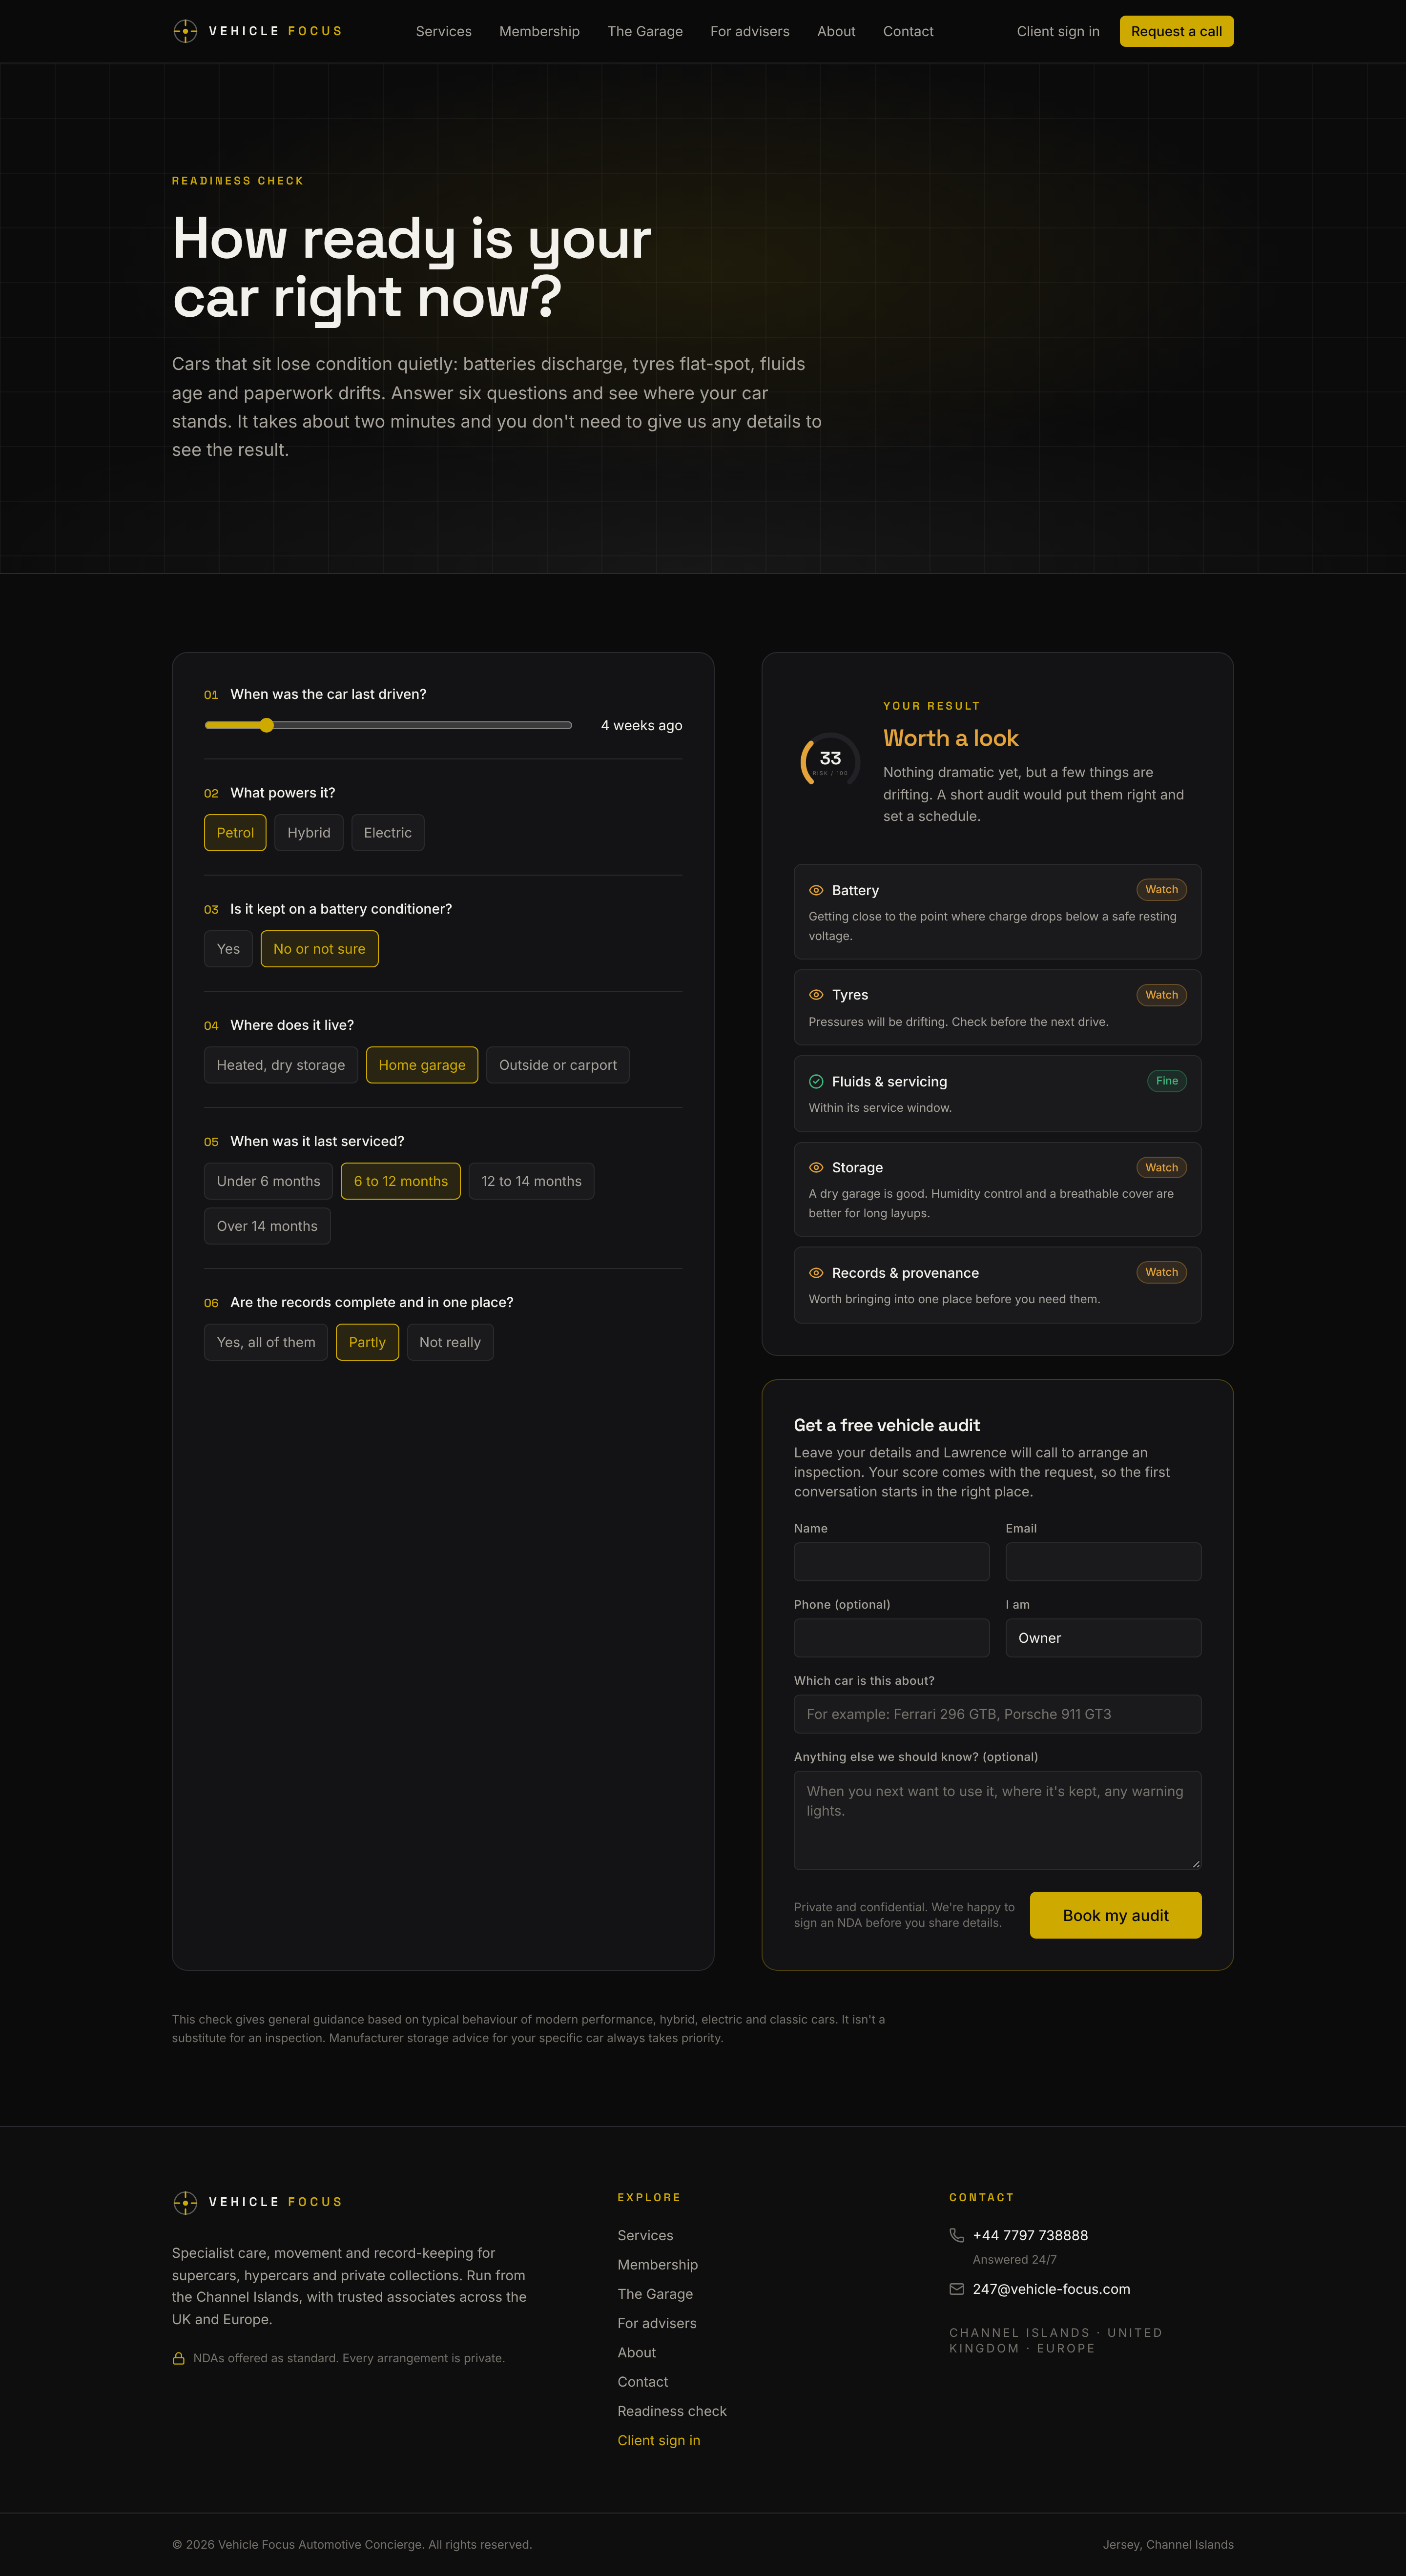 VEHICLE FOCUS
Services
Membership
The Garage
For advisers
About
Contact
Client sign in
Request a call
READINESS CHECK
How ready is your
car right now?
Cars that sit lose condition quietly: batteries discharge, tyres flat-spot, fluids
age and paperwork drifts. Answer six questions and see where your car
stands. It takes about two minutes and you don't need to give us any details to
see the result.
01 When was the car last driven?
4 weeks ago
02 What powers it?
Petrol
Hybrid
Electric
03 Is it kept on a battery conditioner?
Yes
No or not sure
04 Where does it live?
Heated, dry storage
Home garage
Outside or carport
05 When was it last serviced?
Under 6 months
6 to 12 months
12 to 14 months
Over 14 months
06 Are the records complete and in one place?
Yes, all of them
Partly
Not really
33
RISK / 100
YOUR RESULT
Worth a look
Nothing dramatic yet, but a few things are
drifting. A short audit would put them right and
set a schedule.
Battery
Watch
Getting close to the point where charge drops below a safe resting
voltage.
Tyres
Watch
Pressures will be drifting. Check before the next drive.
Fluids & servicing
Fine
Within its service window.
Storage
Watch
A dry garage is good. Humidity control and a breathable cover are
better for long layups.
Records & provenance
Watch
Worth bringing into one place before you need them.
Get a free vehicle audit
Leave your details and Lawrence will call to arrange an
inspection. Your score comes with the request, so the first
conversation starts in the right place.
Name
Email
Phone (optional)
I am
Owner
Which car is this about?
For example: Ferrari 296 GTB, Porsche 911 GT3
Anything else we should know? (optional)
When you next want to use it, where it's kept, any warning
lights.
Private and confidential. We're happy to
sign an NDA before you share details.
Book my audit
This check gives general guidance based on typical behaviour of modern performance, hybrid, electric and classic cars. It isn't a
substitute for an inspection. Manufacturer storage advice for your specific car always takes priority.
VEHICLE FOCUS
Specialist care, movement and record-keeping for
supercars, hypercars and private collections. Run from
the Channel Islands, with trusted associates across the
UK and Europe.
NDAs offered as standard. Every arrangement is private.
EXPLORE
Services
Membership
The Garage
For advisers
About
Contact
Readiness check
Client sign in
CONTACT
+44 7797 738888
Answered 24/7
247@vehicle-focus.com
CHANNEL ISLANDS · UNITED
KINGDOM · EUROPE
© 2026 Vehicle Focus Automotive Concierge. All rights reserved.
Jersey, Channel Islands